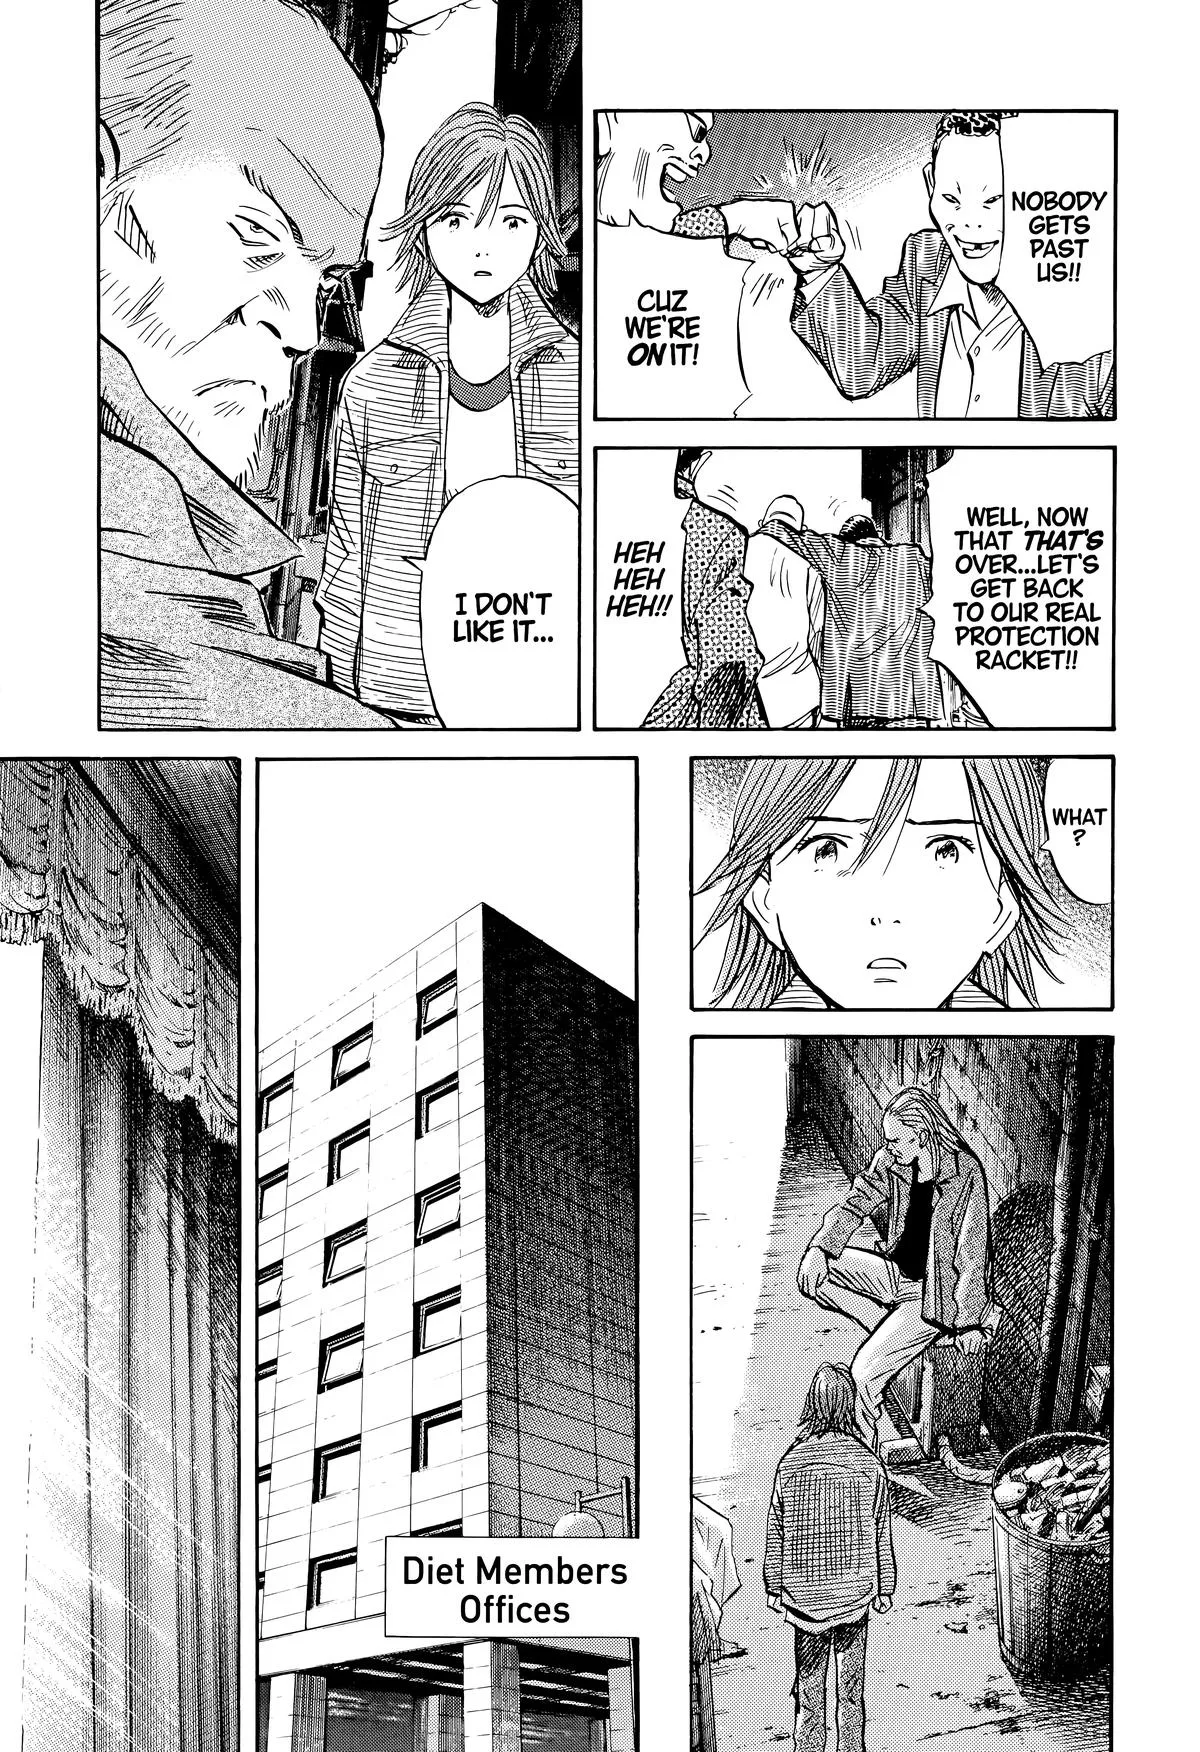 NOBODY
GETS
PAST
US!!
CUZ
WE'RE
ON IT!
WELL, NOW
THAT THAT'S
OVER...LET'S
GET BACK
TO OUR REAL
PROTECTION
RACKET!!
HEH
HEH
HEH!!
I DON'T
LIKE IT...
WHAT
?
Diet Members
Offices